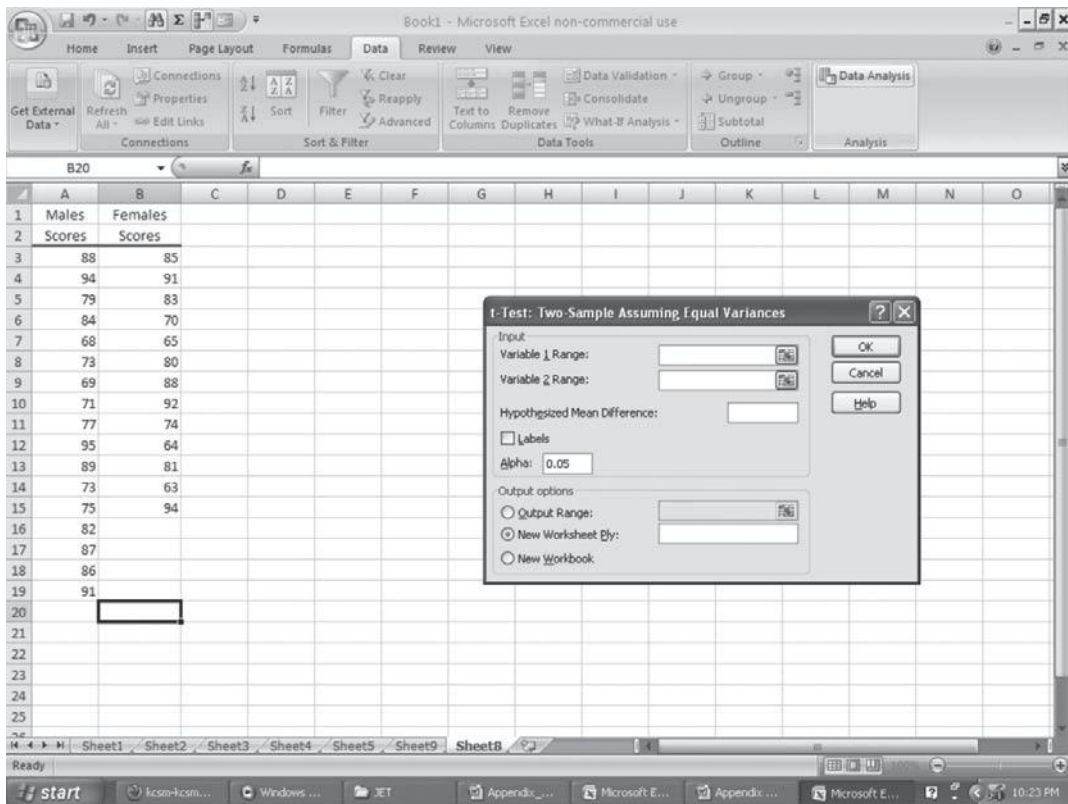 Book1 - Microsoft Excel non-commercial use
Home Insert Page Layout Formulas Data Review View
Get External Data
Refresh All
Connections
Properties
Edit Links
Connections
Sort
Filter
Clear
Reapply
Advanced
Sort & Filter
Text to Columns
Remove Duplicates
Data Validation
Consolidate
What-If Analysis
Data Tools
Group
Ungroup
Subtotal
Outline
Data Analysis
Analysis
B20 fx
A B C D E F G H I J K L M N O
1 Males Females
2 Scores Scores
3 88 85
4 94 91
5 79 83
6 84 70
7 68 65
8 73 80
9 69 88
10 71 92
11 77 74
12 95 64
13 89 81
14 73 63
15 75 94
16 82
17 87
18 86
19 91
20
21
22
23
24
25
t-Test: Two-Sample Assuming Equal Variances
Input
Variable 1 Range:
Variable 2 Range:
Hypothesized Mean Difference:
Labels
Alpha: 0.05
Output options
Output Range:
New Worksheet Ply:
New Workbook
OK
Cancel
Help
Sheet1 Sheet2 Sheet3 Sheet4 Sheet5 Sheet9 Sheet8
Ready 100%
start kcsm-kcsm... Windows ... JET Appendix_... Microsoft E... Appendix ... Microsoft E... 10:23 PM